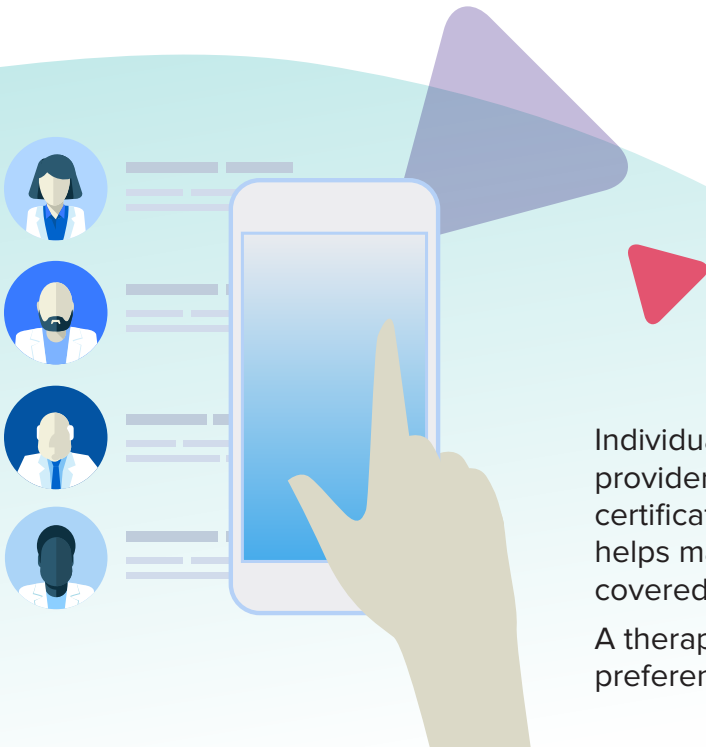 Individua
provider
certificat
helps ma
covered
A therap
preferen